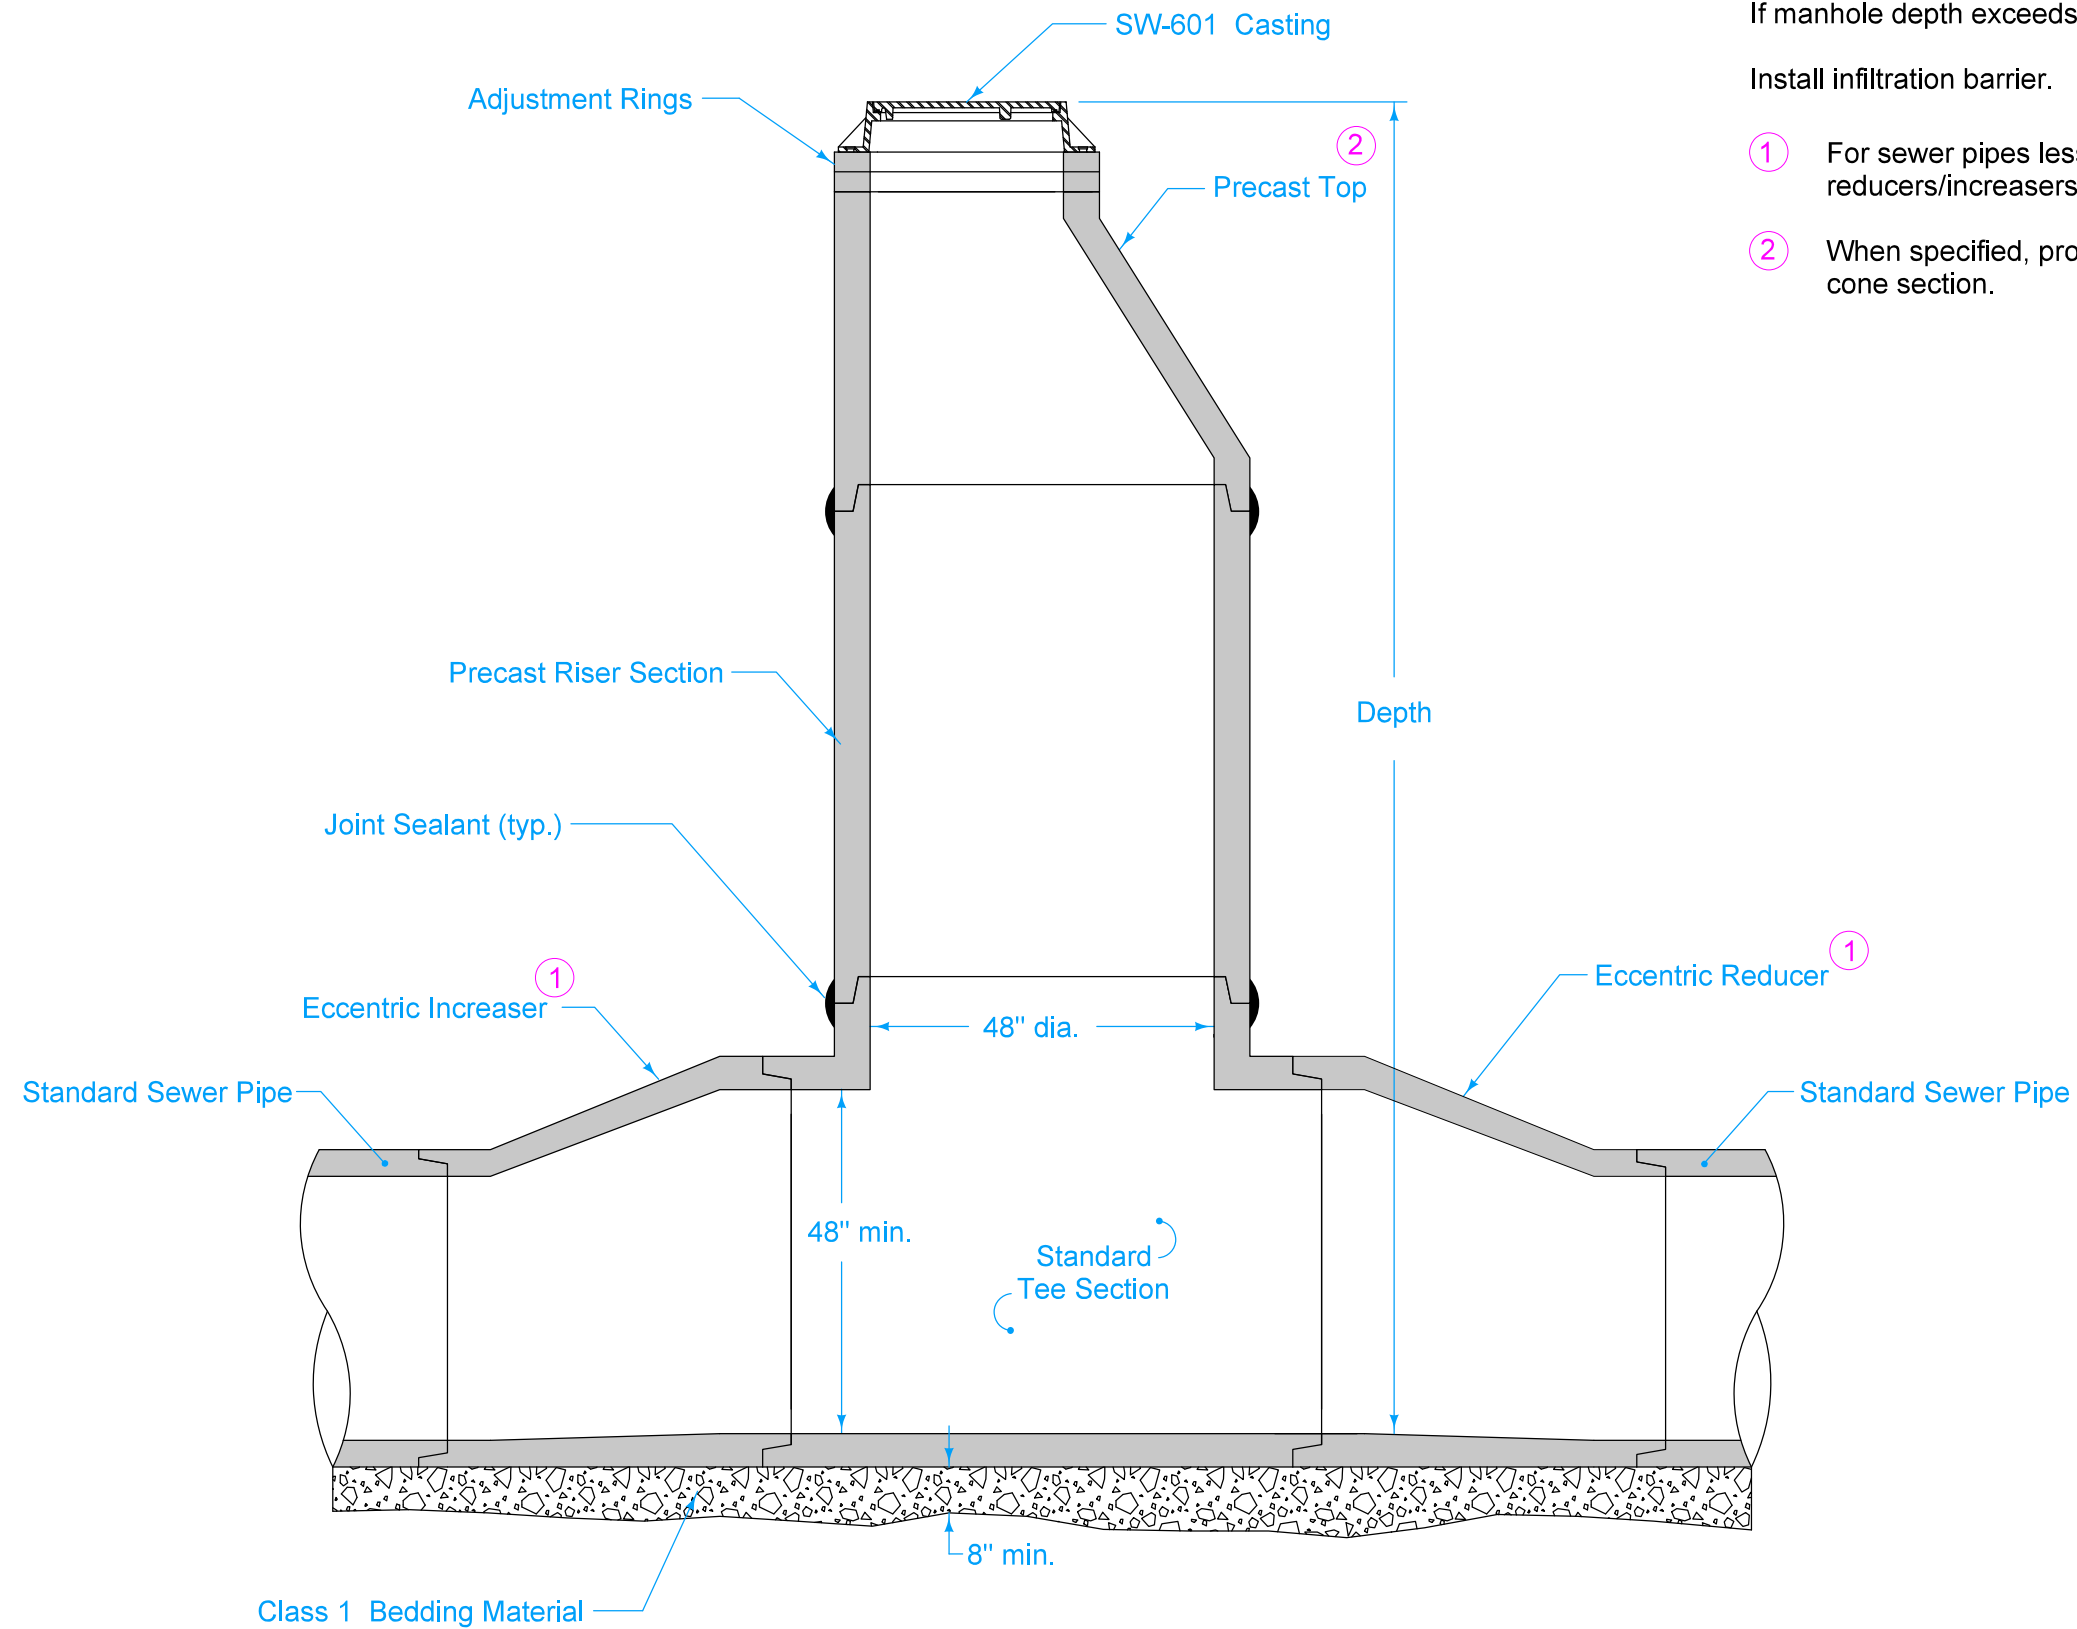 SW-601 Casting
If manhole depth exceeds
Adjustment Rings
Install infiltration barrier.
2
Precast Top
1 For sewer pipes less
reducers/increasers
2 When specified, pro
cone section.
Precast Riser Section
Depth
Joint Sealant (typ.)
1
Eccentric Increaser
1
Eccentric Reducer
48" dia.
Standard Sewer Pipe
Standard Sewer Pipe
48" min.
Standard
Tee Section
8" min.
Class 1 Bedding Material